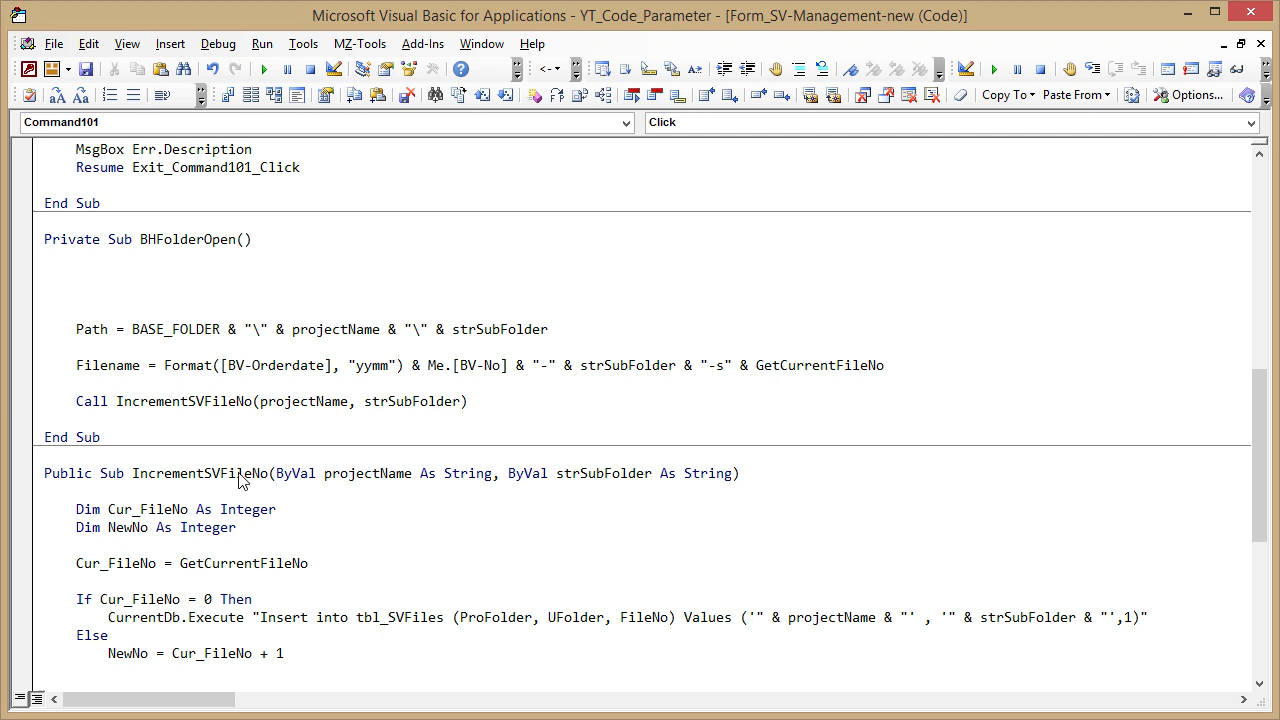 Microsoft Visual Basic for Applications - YT_Code_Parameter - [Form_SV-Management-new (Code)]
File Edit View Insert Debug Run Tools MZ-Tools Add-Ins Window Help
Copy To Paste From Options...
Command101 Click
MsgBox Err.Description
Resume Exit_Command101_Click
End Sub
Private Sub BHFolderOpen()
Path = BASE_FOLDER & "\" & projectName & "\" & strSubFolder
Filename = Format([BV-Orderdate], "yymm") & Me.[BV-No] & "-" & strSubFolder & "-s" & GetCurrentFileNo
Call IncrementSVFileNo(projectName, strSubFolder)
End Sub
Public Sub IncrementSVFileNo(ByVal projectName As String, ByVal strSubFolder As String)
Dim Cur_FileNo As Integer
Dim NewNo As Integer
Cur_FileNo = GetCurrentFileNo
If Cur_FileNo = 0 Then
CurrentDb.Execute "Insert into tbl_SVFiles (ProFolder, UFolder, FileNo) Values ('" & projectName & "' , '" & strSubFolder & "',1)"
Else
NewNo = Cur_FileNo + 1